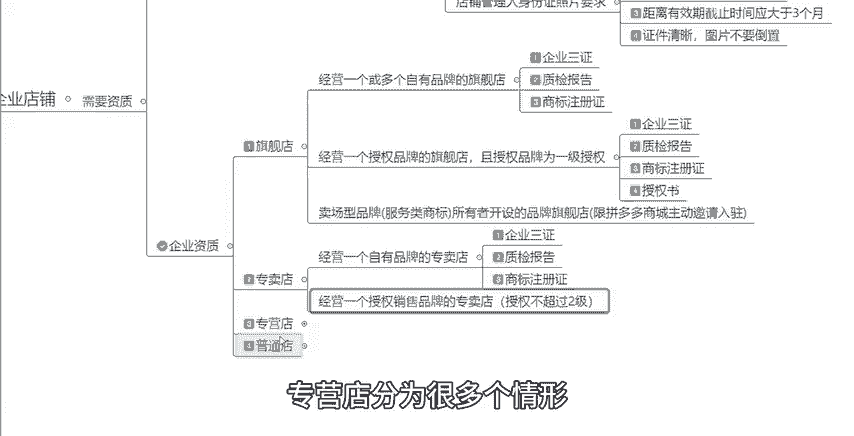 店铺管理人身份证照片要求
3 距离有效期截止时间应大于3个月
4 证件清晰，图片不要倒置
企业店铺
需要资质
企业资质
1 旗舰店
经营一个或多个自有品牌的旗舰店
1 企业三证
2 质检报告
3 商标注册证
经营一个授权品牌的旗舰店，且授权品牌为一级授权
1 企业三证
2 质检报告
3 商标注册证
4 授权书
卖场型品牌(服务类商标)所有者开设的品牌旗舰店(限拼多多商城主动邀请入驻)
2 专卖店
经营一个自有品牌的专卖店
1 企业三证
2 质检报告
3 商标注册证
经营一个授权销售品牌的专卖店（授权不超过2级）
3 专营店
4 普通店
专营店分为很多个情形